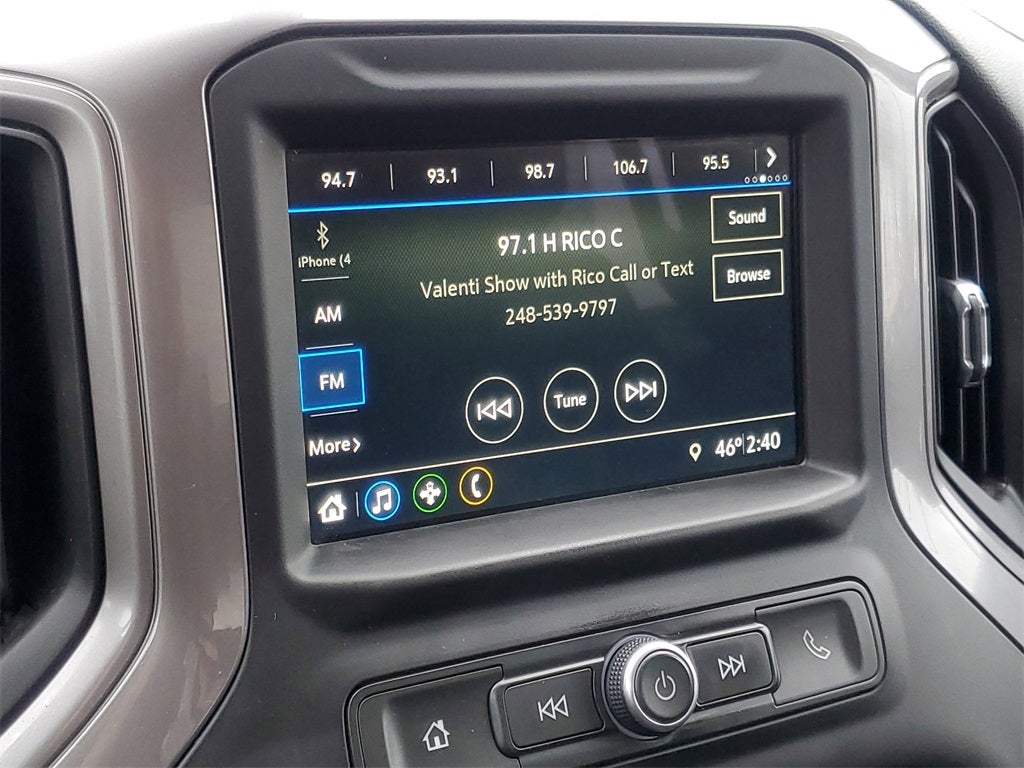 94.7 93.1 98.7 106.7 95.5
iPhone (4
Sound
97.1 H RICO C
Valenti Show with Rico Call or Text
Browse
248-539-9797
AM
FM
Tune
More
46° 2:40